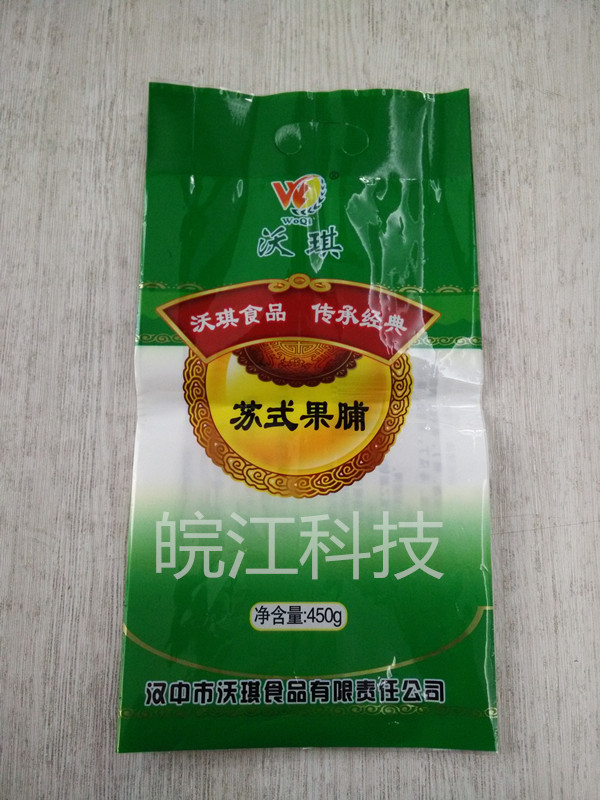 WoQi
®
沃琪
沃琪食品 传承经典
苏式果脯
皖江科技
净含量:450g
汉中市沃琪食品有限责任公司